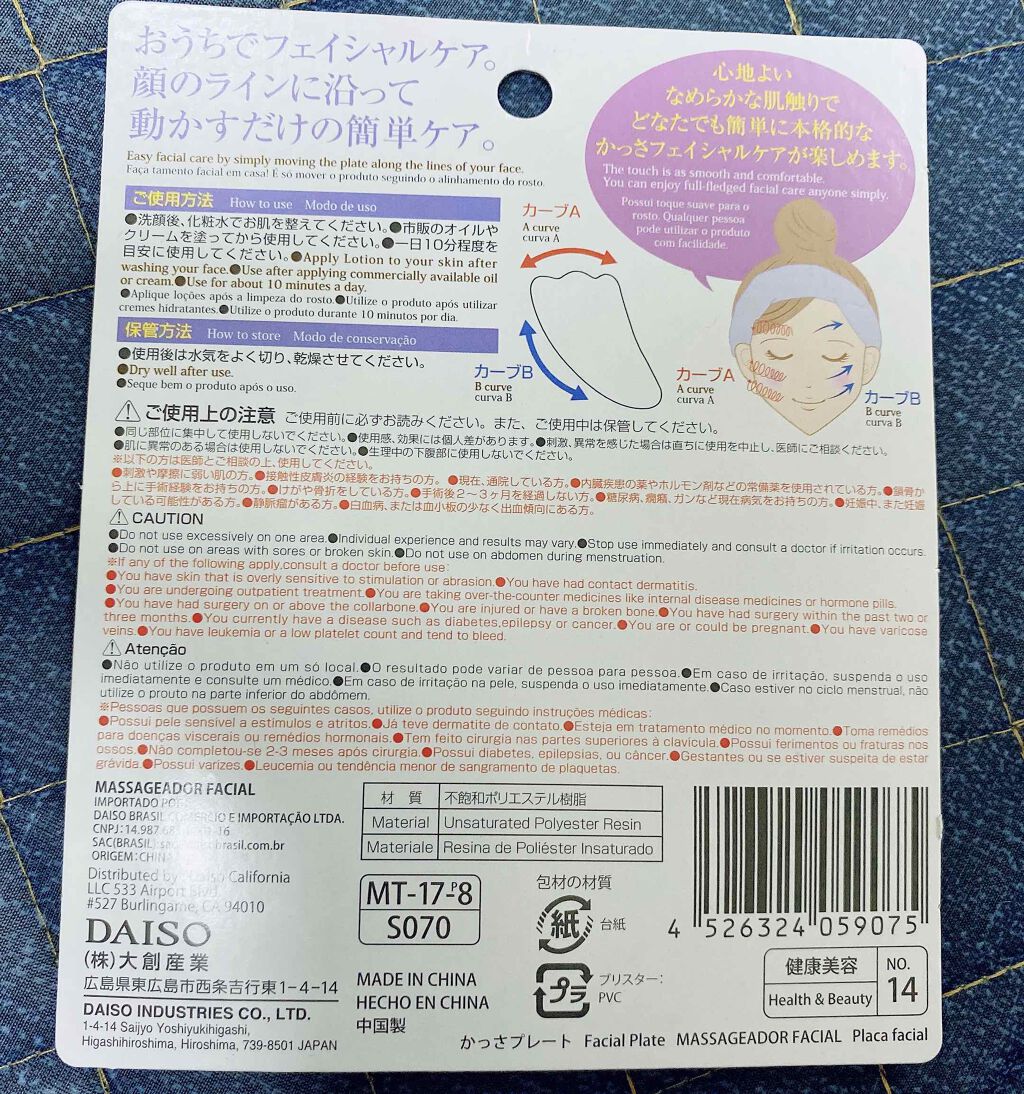 おうちでフェイシャルケア。
顔のラインに沿って
動かすだけの簡単ケア。
Easy facial care by simply moving the plate along the lines of your face.
Faça tamento facial em casa! É só mover o produto seguindo o alinhamento do rosto.
心地よい
なめらかな肌触りで
どなたでも簡単に本格的な
かっさフェイシャルケアが楽しめます。
The touch is as smooth and comfortable.
You can enjoy full-fledged facial care anyone simply.
Possui toque suave para o
rosto. Qualquer pessoa
pode utilizar o produto
com facilidade.
ご使用方法 How to use Modo de uso
●洗顔後、化粧水でお肌を整えてください。●市販のオイルや
クリームを塗ってから使用してください。●一日10分程度を
目安に使用してください。●Apply Lotion to your skin after
washing your face.●Use after applying commercially available oil
or cream.●Use for about 10 minutes a day.
●Aplique loções após a limpeza do rosto.●Utilize o produto após utilizar
cremes hidratantes.●Utilize o produto durante 10 minutos por dia.
保管方法 How to store Modo de conservação
●使用後は水気をよく切り、乾燥させてください。
●Dry well after use.
●Seque bem o produto após o uso.
カーブA
A curve
curva A
カーブB
B curve
curva B
カーブA
A curve
curva A
カーブB
B curve
curva B
⚠ご使用上の注意 ご使用前に必ずお読みください。また、ご使用中は保管してください。
●同じ部位に集中して使用しないでください。●使用感、効果には個人差があります。●刺激、異常を感じた場合は直ちに使用を中止し、医師にご相談ください。
●肌に異常のある場合は使用しないでください。●生理中の下腹部に使用しないでください。
※以下の方は医師とご相談の上、使用してください。
●刺激や摩擦に弱い肌の方。●接触性皮膚炎の経験をお持ちの方。●現在、通院している方。●内臓疾患の薬やホルモン剤などの常備薬を使用されている方。●鎖骨か
ら上に手術経験をお持ちの方。●けがや骨折をしている方。●手術後2〜3ヶ月を経過しない方。●糖尿病、癲癇、ガンなど現在病気をお持ちの方。●妊娠中、また妊娠
している可能性がある方。●静脈瘤がある方。●白血病、または血小板の少なく出血傾向にある方。
⚠CAUTION
●Do not use excessively on one area.●Individual experience and results may vary.●Stop use immediately and consult a doctor if irritation occurs.
●Do not use on areas with sores or broken skin.●Do not use on abdomen during menstruation.
※If any of the following apply,consult a doctor before use:
●You have skin that is overly sensitive to stimulation or abrasion.●You have had contact dermatitis.
●You are undergoing outpatient treatment.●You are taking over-the-counter medicines like internal disease medicines or hormone pills.
●You have had surgery on or above the collarbone.●You are injured or have a broken bone.●You have had surgery within the past two or
three months.●You currently have a disease such as diabetes,epilepsy or cancer.●You are or could be pregnant.●You have varicose
veins.●You have leukemia or a low platelet count and tend to bleed.
⚠Atenção
●Não utilize o produto em um só local.●O resultado pode variar de pessoa para pessoa.●Em caso de irritação, suspenda o uso
imediatamente e consulte um médico.●Em caso de irritação na pele, suspenda o uso imediatamente.●Caso estiver no ciclo menstrual, não
utilize o prouto na parte inferior do abdômem.
※Pessoas que possuem os seguintes casos, utilize o produto seguindo instruções médicas:
●Possui pele sensível a estimulos e atritos.●Já teve dermatite de contato.●Esteja em tratamento médico no momento.●Toma remédios
para doenças viscerais ou remédios hormonais.●Tem feito cirurgia nas partes superiores à clavícula.●Possui ferimentos ou fraturas nos
ossos.●Não completou-se 2-3 meses após cirurgia.●Possui diabetes, epilepsias, ou câncer.●Gestantes ou se estiver suspeita de estar
grávida.●Possui varizes.●Leucemia ou tendência menor de sangramento de plaquetas.
MASSAGEADOR FACIAL
IMPORTADO POR
DAISO BRASIL COMERCIO E IMPORTAÇÃO LTDA.
CNPJ:14.987
SAC(BRASIL):
ORIGEM:CHINA
Distributed by Daiso California
LLC 533 Airport Blvd.
#527 Burlingame, CA 94010
DAISO
(株)大創産業
広島県東広島市西条吉行東1-4-14
DAISO INDUSTRIES CO., LTD.
1-4-14 Saijyo Yoshiyukihigashi,
Higashihiroshima, Hiroshima, 739-8501 JAPAN
材 質 不飽和ポリエステル樹脂
Material Unsaturated Polyester Resin
Materiale Resina de Poliéster Insaturado
MT-17-P8
S070
MADE IN CHINA
HECHO EN CHINA
中国製
包材の材質
紙 台紙
プラ ブリスター:
PVC
4 526324 059075
健康美容
Health & Beauty
NO.
14
かっさプレート Facial Plate MASSAGEADOR FACIAL Placa facial